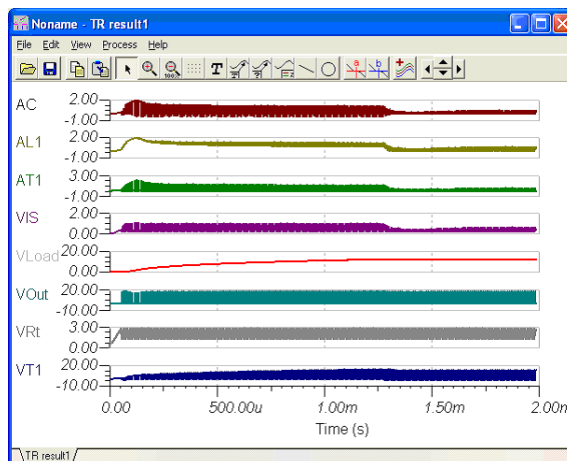 Noname - TR result1
File Edit View Process Help
T
100%
a b
AC 2.00
-1.00
AL1 2.00
-1.00
AT1 3.00
-1.00
VIS 2.00
0.00
VLoad 20.00
0.00
VOut 20.00
-10.00
VRt 3.00
0.00
VT1 20.00
-10.00
0.00 500.00u 1.00m 1.50m 2.00m
Time (s)
TR result1